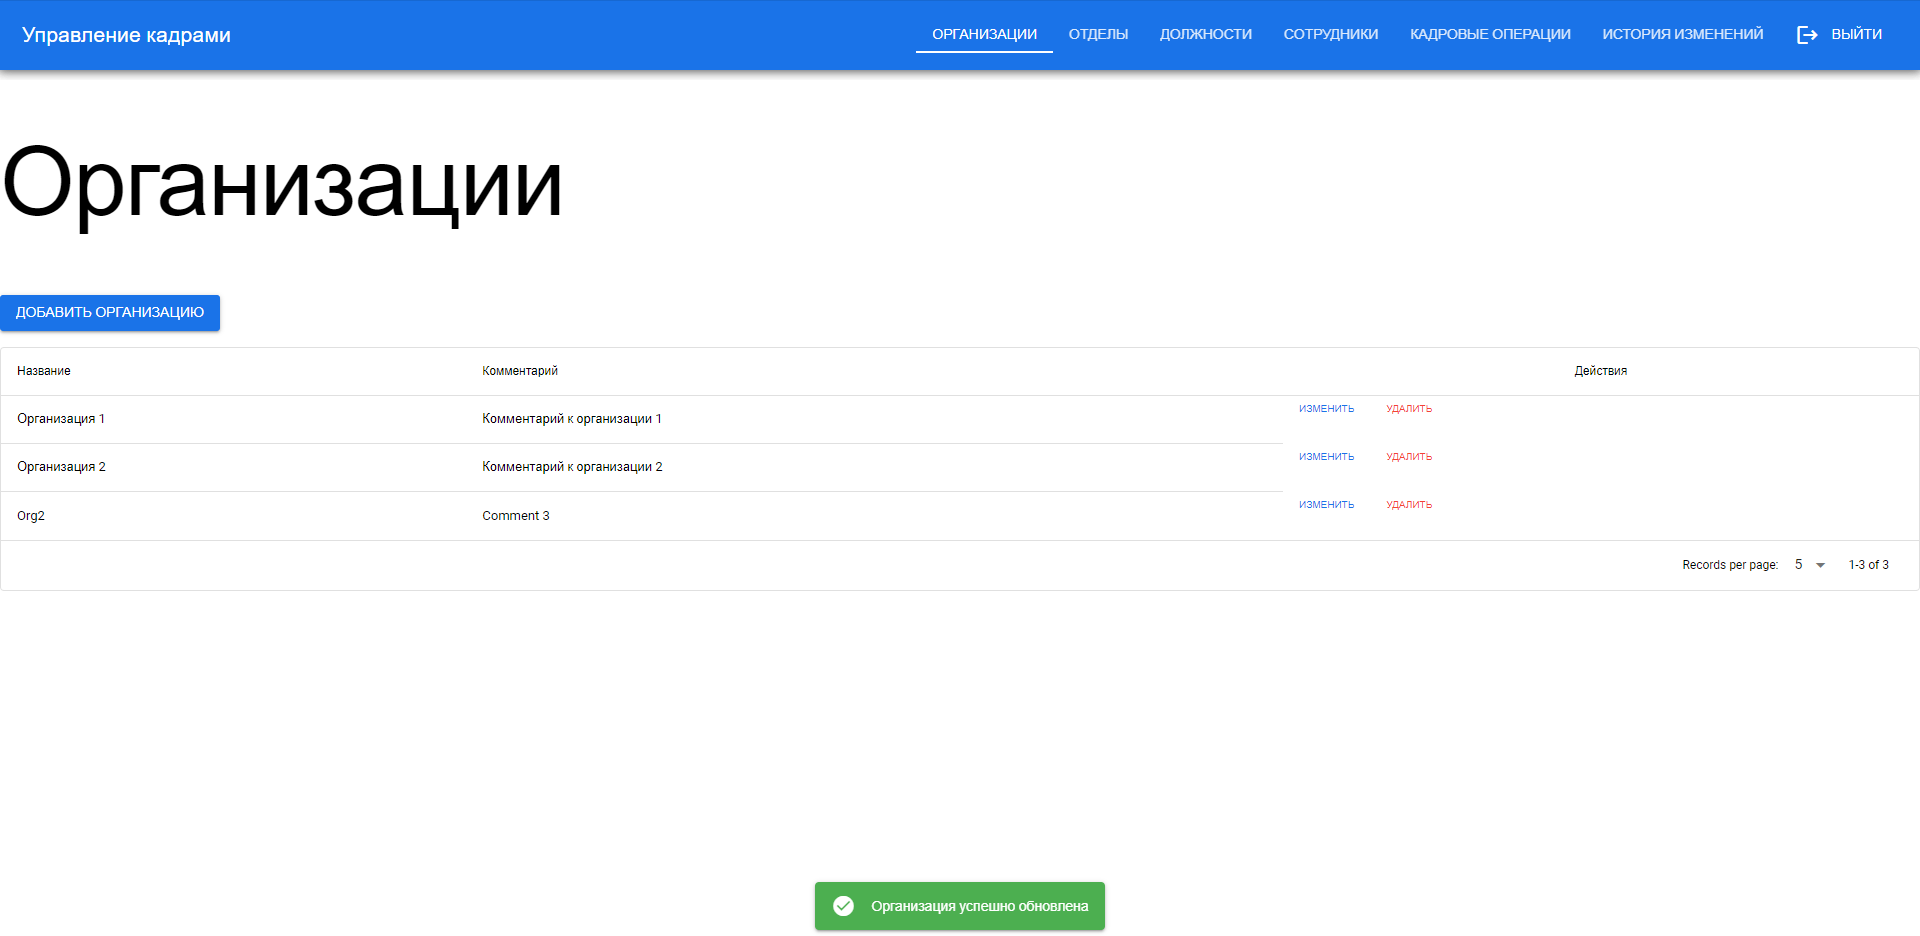 Управление кадрами
ОРГАНИЗАЦИИ ОТДЕЛЫ ДОЛЖНОСТИ СОТРУДНИКИ КАДРОВЫЕ ОПЕРАЦИИ ИСТОРИЯ ИЗМЕНЕНИЙ ВЫЙТИ
Организации
ДОБАВИТЬ ОРГАНИЗАЦИЮ
Название Комментарий Действия
Организация 1 Комментарий к организации 1 ИЗМЕНИТЬ УДАЛИТЬ
Организация 2 Комментарий к организации 2 ИЗМЕНИТЬ УДАЛИТЬ
Org2 Comment 3 ИЗМЕНИТЬ УДАЛИТЬ
Records per page: 5 1-3 of 3
Организация успешно обновлена